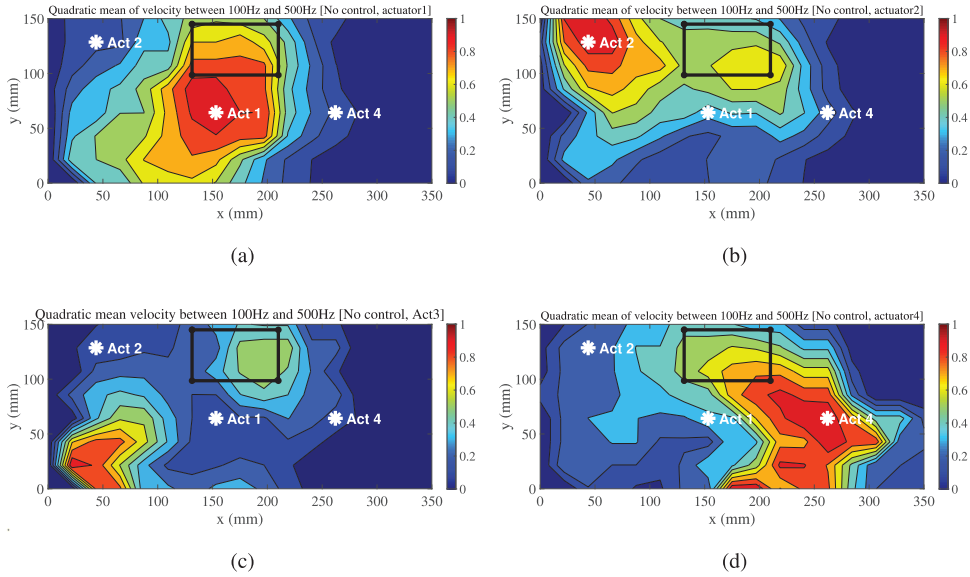 Quadratic mean of velocity between 100Hz and 500Hz [No control, actuator1]
150
100
50
0
y (mm)
Act 2
Act 1
Act 4
0 50 100 150 200 250 300 350
x (mm)
1
0.8
0.6
0.4
0.2
0
(a)
Quadratic mean of velocity between 100Hz and 500Hz [No control, actuator2]
150
100
50
0
y (mm)
Act 2
Act 1
Act 4
0 50 100 150 200 250 300 350
x (mm)
1
0.8
0.6
0.4
0.2
0
(b)
Quadratic mean velocity between 100Hz and 500Hz [No control, Act3]
150
100
50
0
y (mm)
Act 2
Act 1
Act 4
0 50 100 150 200 250 300 350
x (mm)
1
0.8
0.6
0.4
0.2
0
(c)
Quadratic mean of velocity between 100Hz and 500Hz [No control, actuator4]
150
100
50
0
y (mm)
Act 2
Act 1
Act 4
0 50 100 150 200 250 300 350
x (mm)
1
0.8
0.6
0.4
0.2
0
(d)